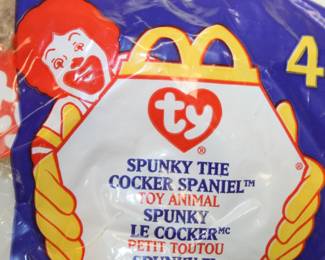 4
ty
®
SPUNKY THE
COCKER SPANIEL™
TOY ANIMAL
SPUNKY
LE COCKER MC
PETIT TOUTOU